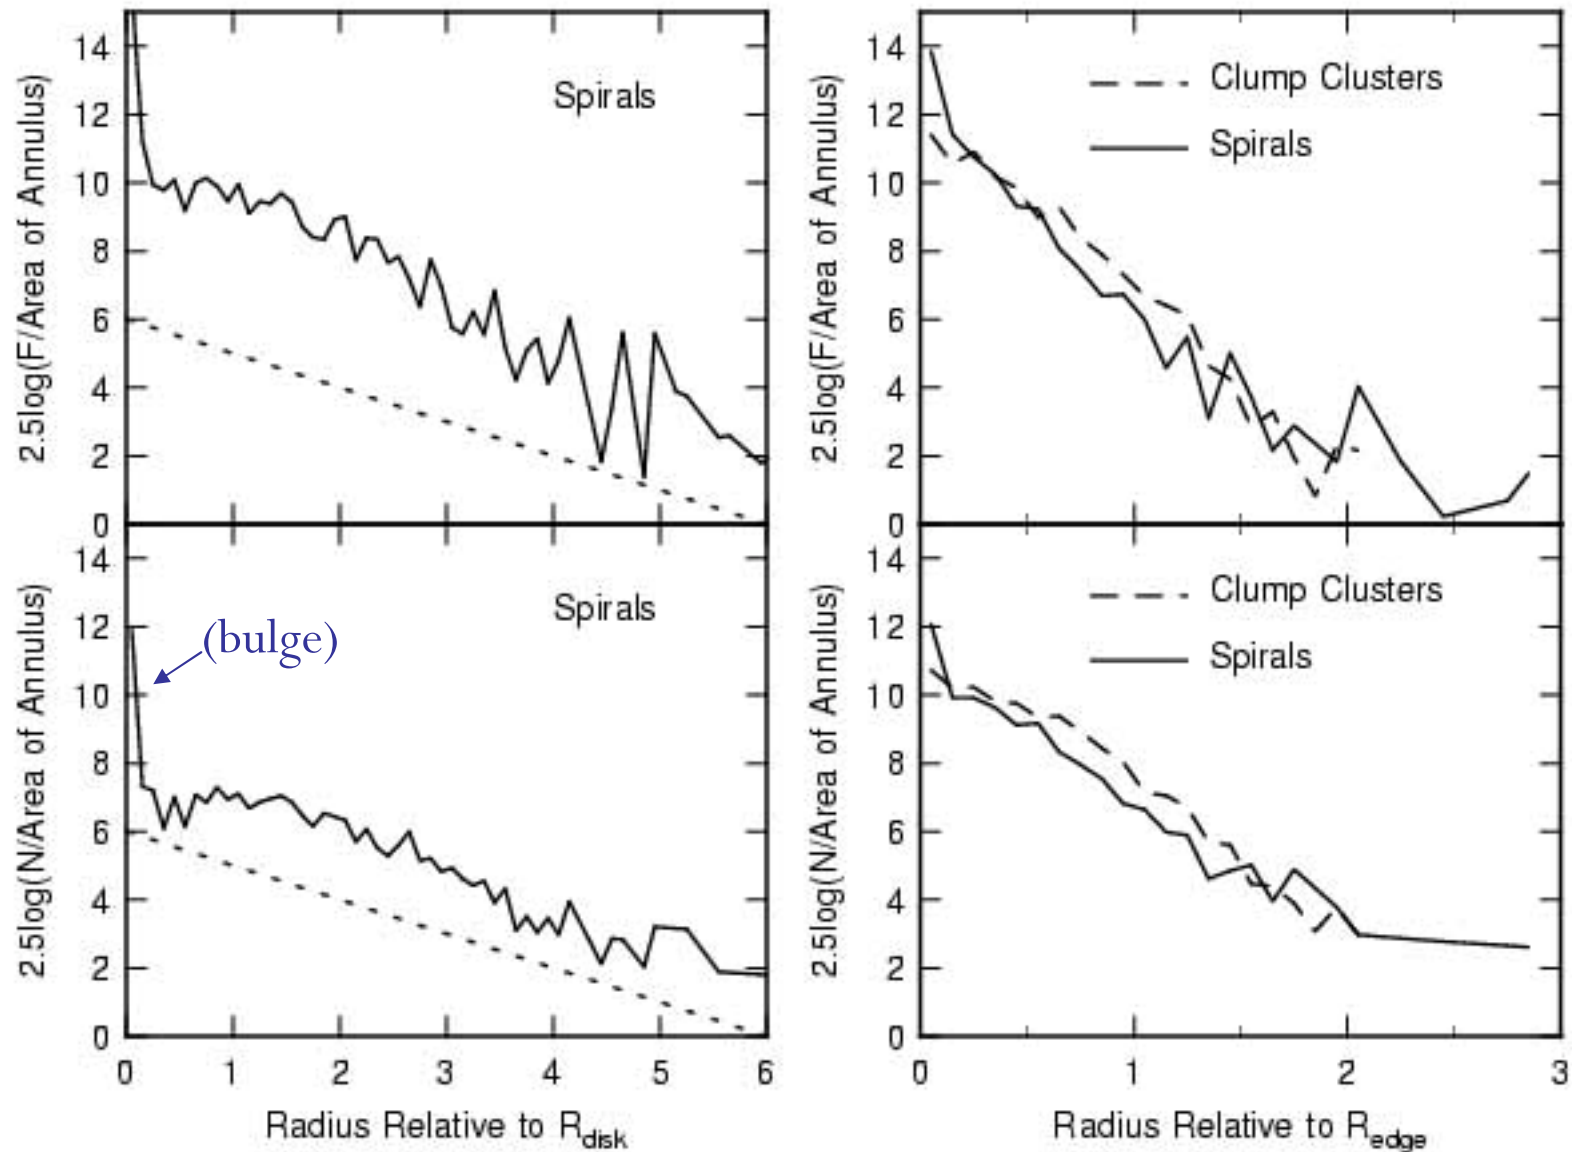 2.5log(F/Area of Annulus)
14
12
10
8
6
4
2
0
Spirals
2.5log(F/Area of Annulus)
14
12
10
8
6
4
2
0
Clump Clusters
Spirals
2.5log(N/Area of Annulus)
14
12
10
8
6
4
2
0
Spirals
(bulge)
0 1 2 3 4 5 6
Radius Relative to Rdisk
2.5log(N/Area of Annulus)
14
12
10
8
6
4
2
0
Clump Clusters
Spirals
0 1 2 3
Radius Relative to Redge